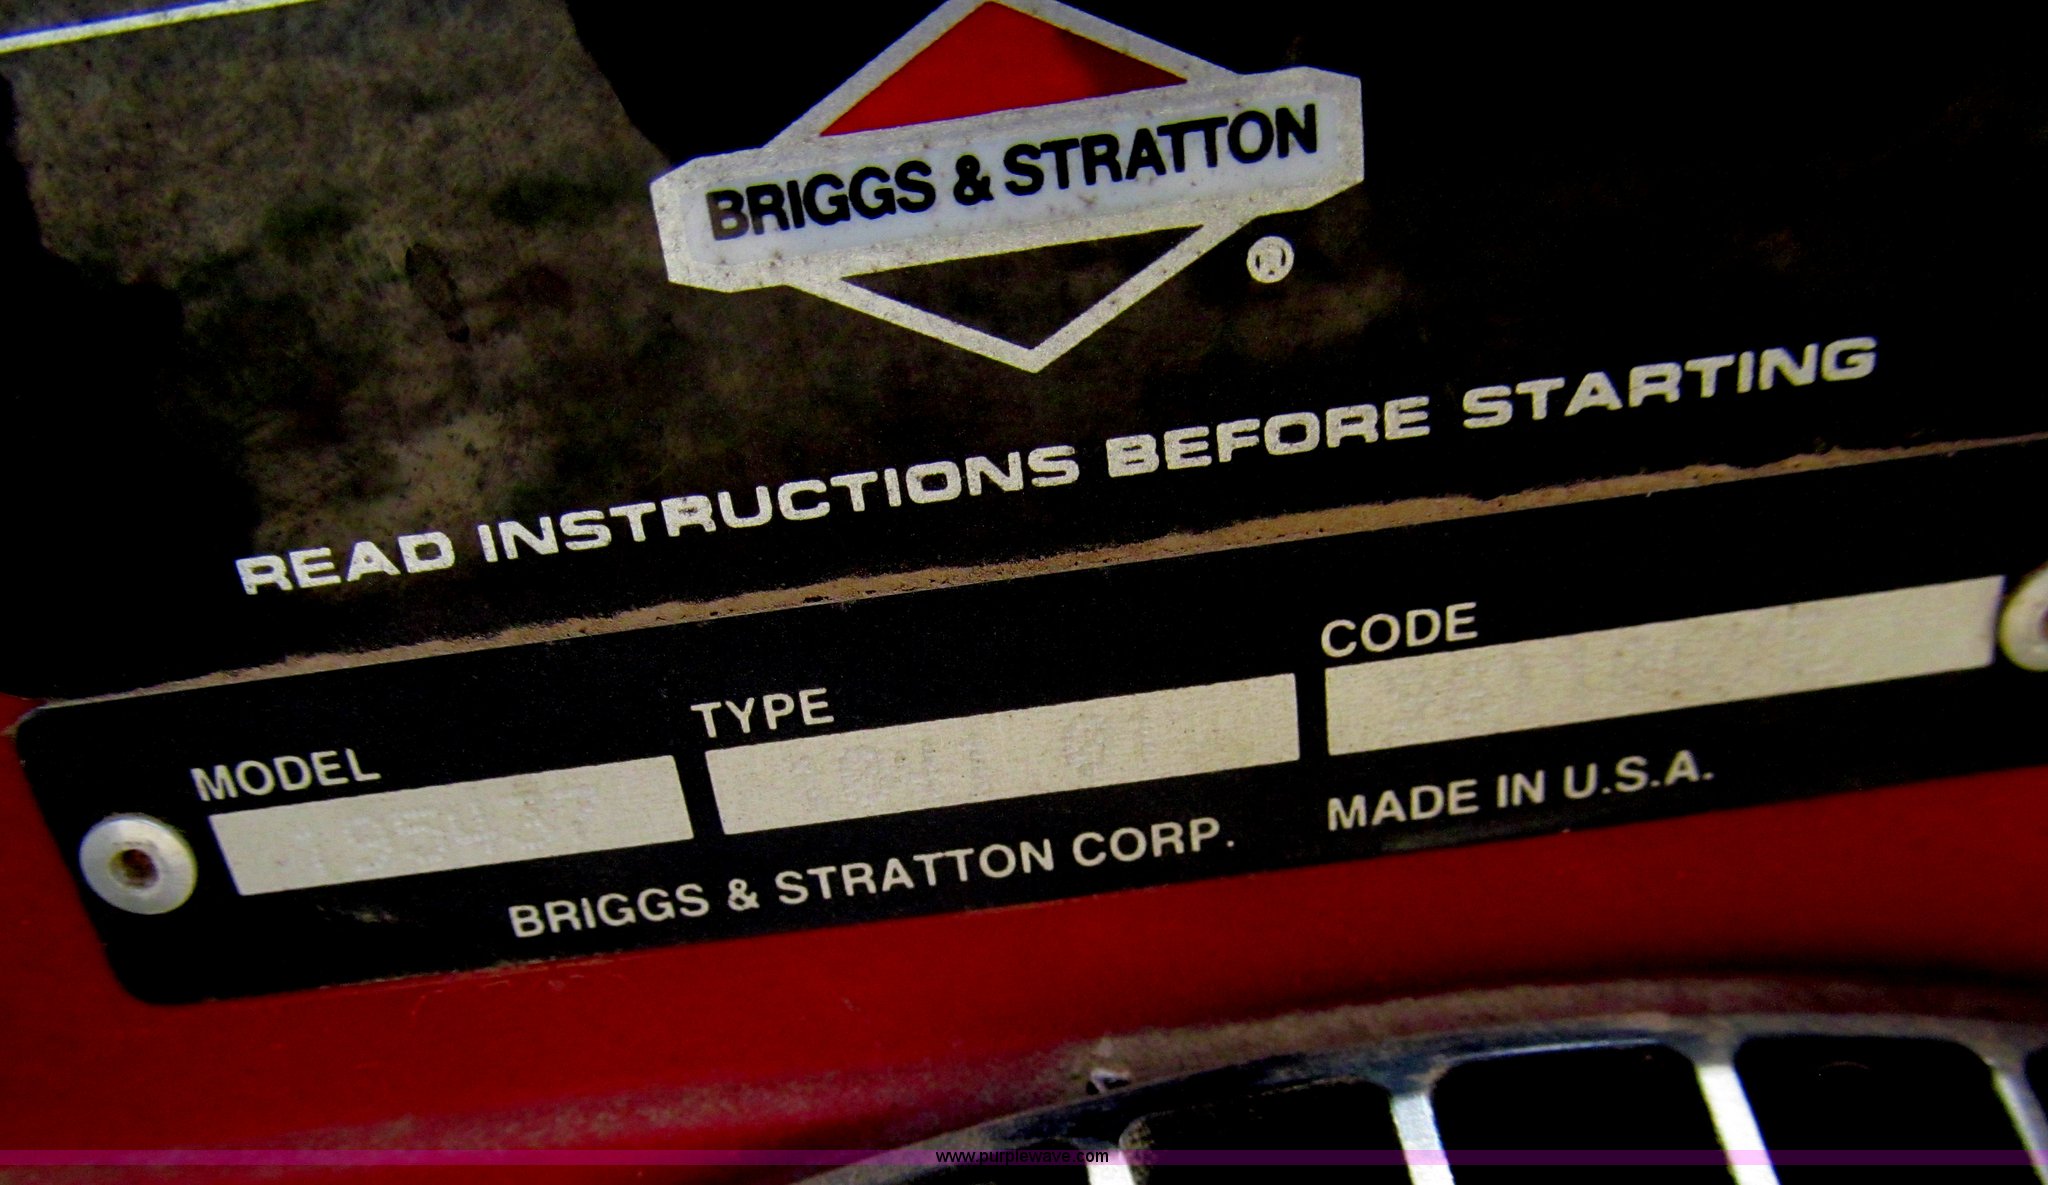 BRIGGS & STRATTON
®
READ INSTRUCTIONS BEFORE STARTING
MODEL TYPE CODE
BRIGGS & STRATTON CORP. MADE IN U.S.A.
www.purplewave.com